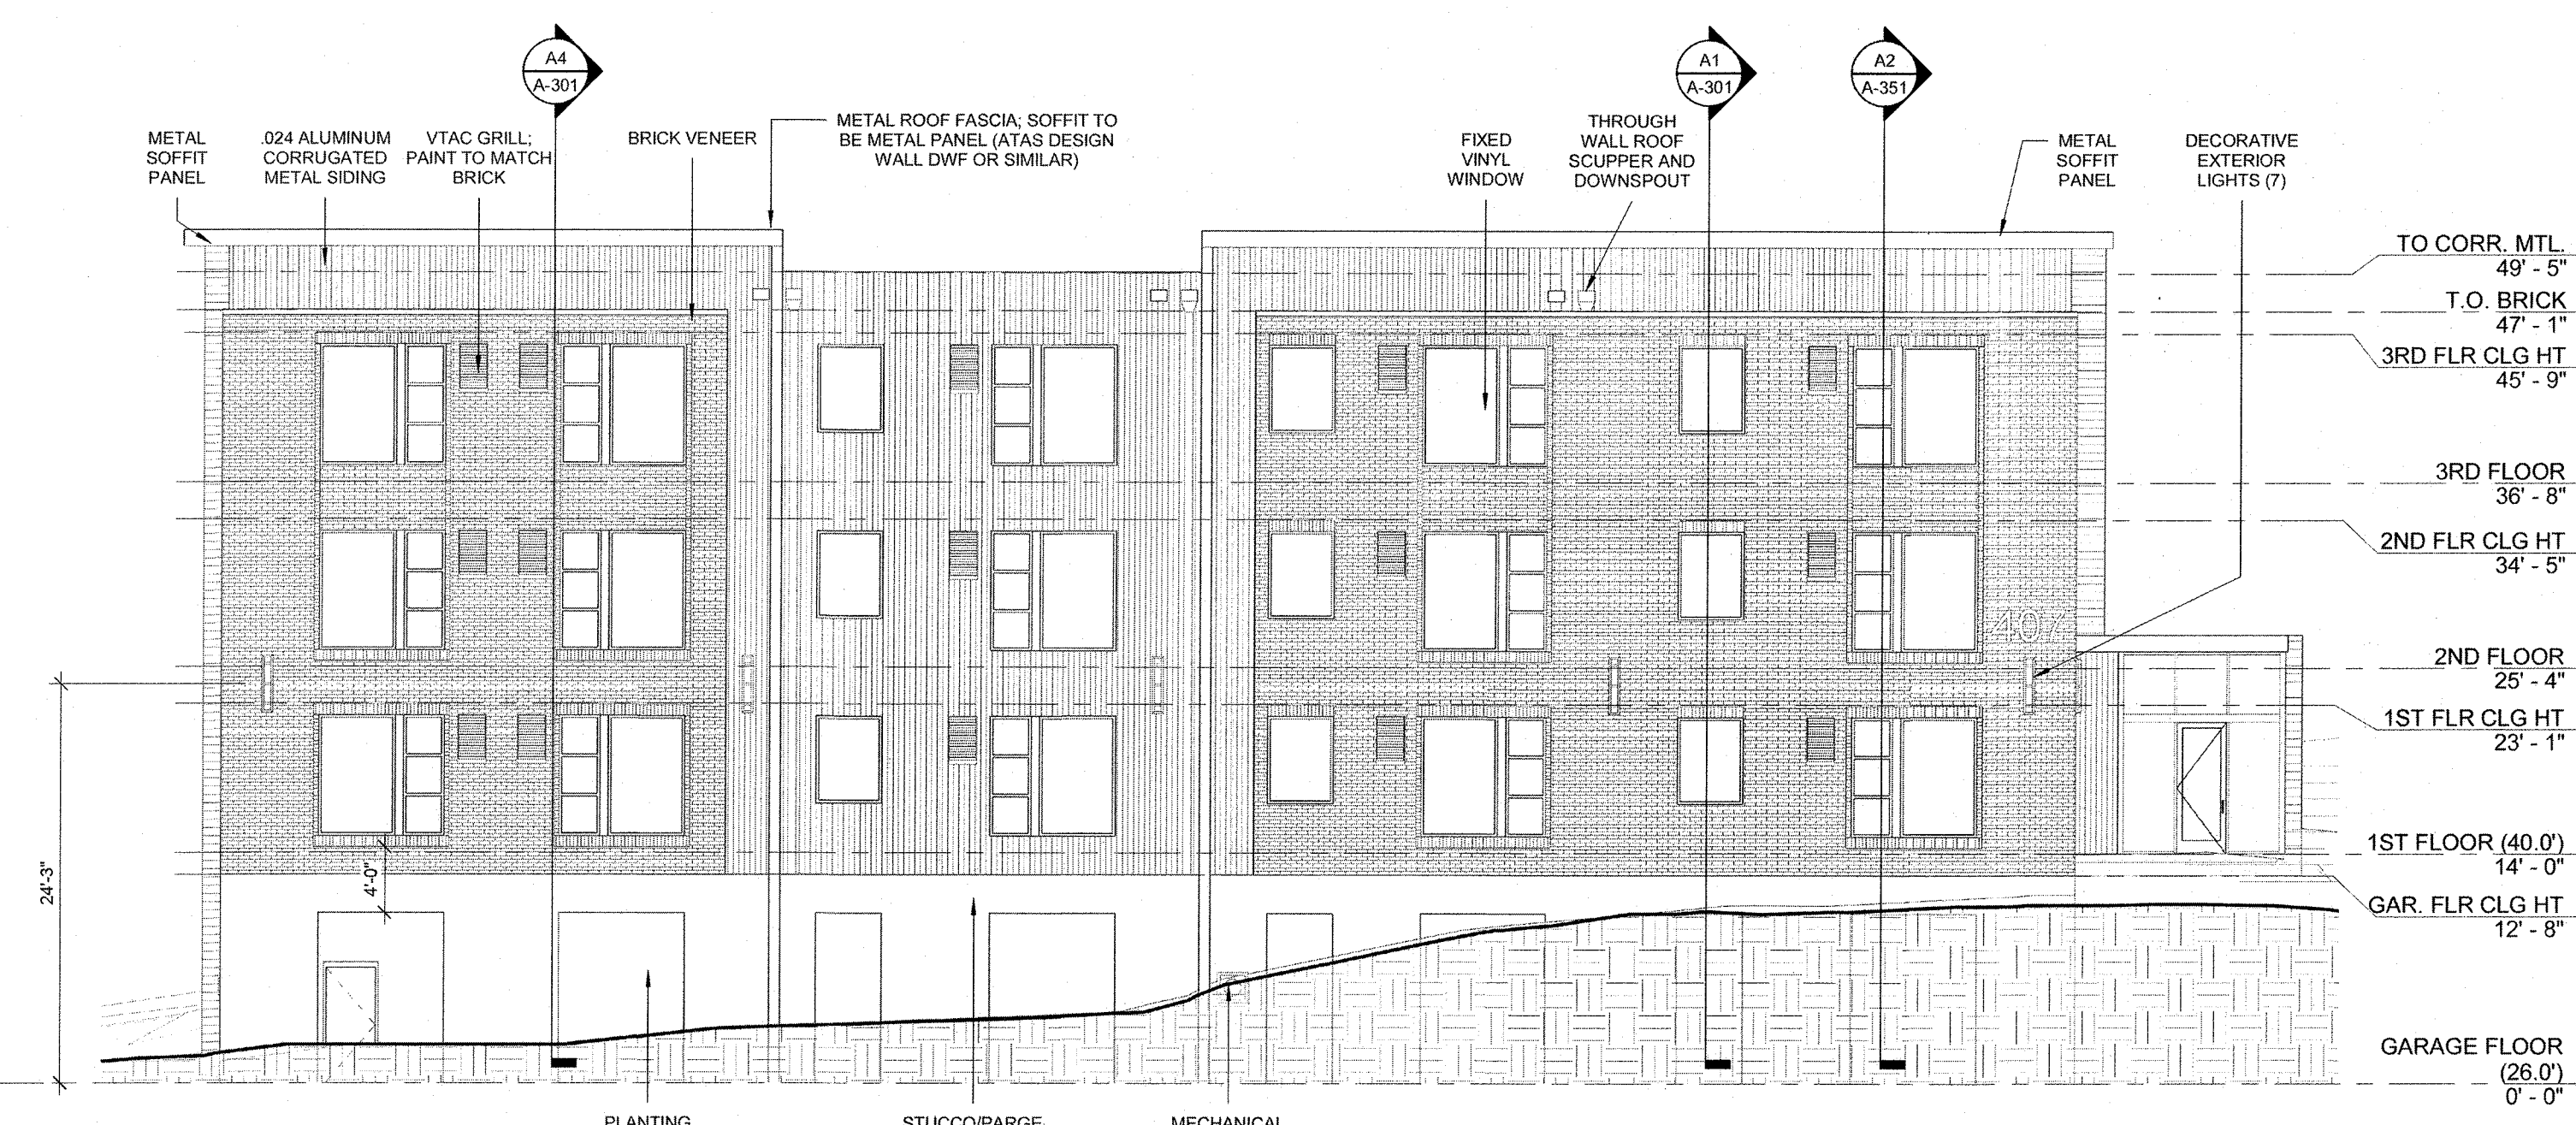 A4
A-301
A1
A-301
A2
A-351
METAL
SOFFIT
PANEL
.024 ALUMINUM
CORRUGATED
METAL SIDING
VTAC GRILL;
PAINT TO MATCH
BRICK
BRICK VENEER
METAL ROOF FASCIA; SOFFIT TO
BE METAL PANEL (ATAS DESIGN
WALL DWF OR SIMILAR)
FIXED
VINYL
WINDOW
THROUGH
WALL ROOF
SCUPPER AND
DOWNSPOUT
METAL
SOFFIT
PANEL
DECORATIVE
EXTERIOR
LIGHTS (7)
TO CORR. MTL.
49' - 5"
T.O. BRICK
47' - 1"
3RD FLR CLG HT
45' - 9"
3RD FLOOR
36' - 8"
2ND FLR CLG HT
34' - 5"
2ND FLOOR
25' - 4"
1ST FLR CLG HT
23' - 1"
1ST FLOOR (40.0')
14' - 0"
GAR. FLR CLG HT
12' - 8"
GARAGE FLOOR
(26.0')
0' - 0"
24'-3"
4'-0"
PLANTING
STUCCO/PARGE
MECHANICAL